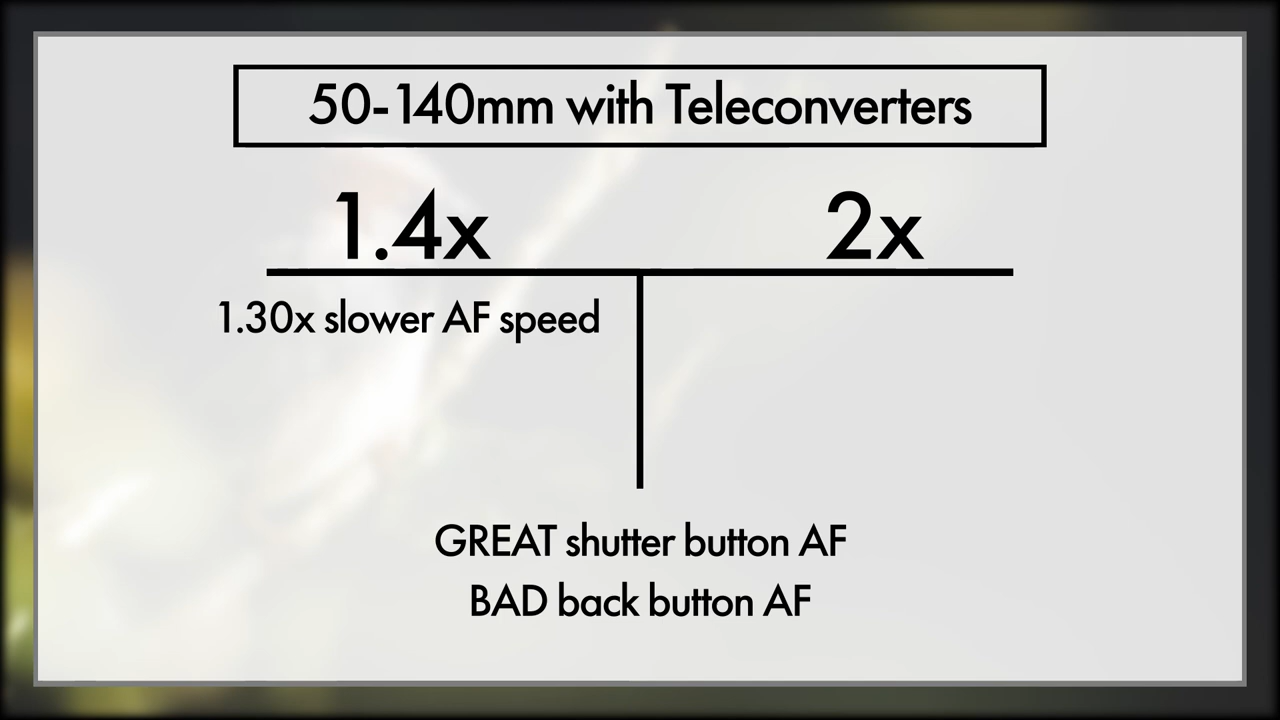 50-140mm with Teleconverters
1.4x
2x
1.30x slower AF speed
GREAT shutter button AF
BAD back button AF